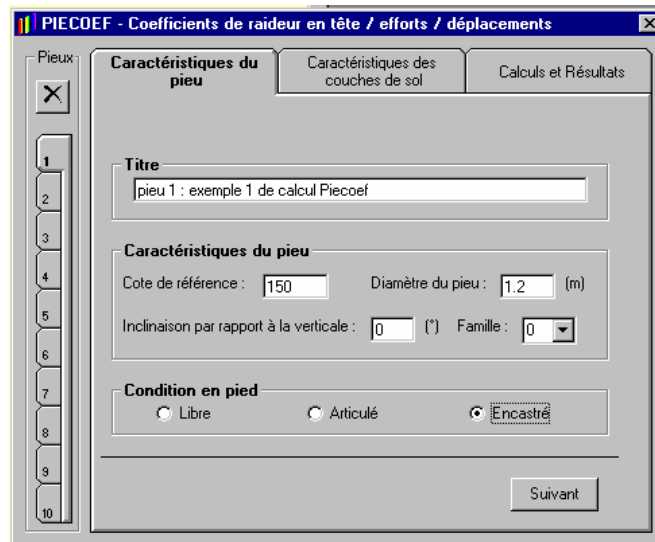 PIECOEF - Coefficients de raideur en tête / efforts / déplacements
Pieux
1
2
3
4
5
6
7
8
9
10
Caractéristiques du
pieu
Caractéristiques des
couches de sol
Calculs et Résultats
Titre
pieu 1 : exemple 1 de calcul Piecoef
Caractéristiques du pieu
Cote de référence : 150 Diamètre du pieu : 1.2 (m)
Inclinaison par rapport à la verticale : 0 (°) Famille : 0
Condition en pied
Libre Articulé Encastré
Suivant